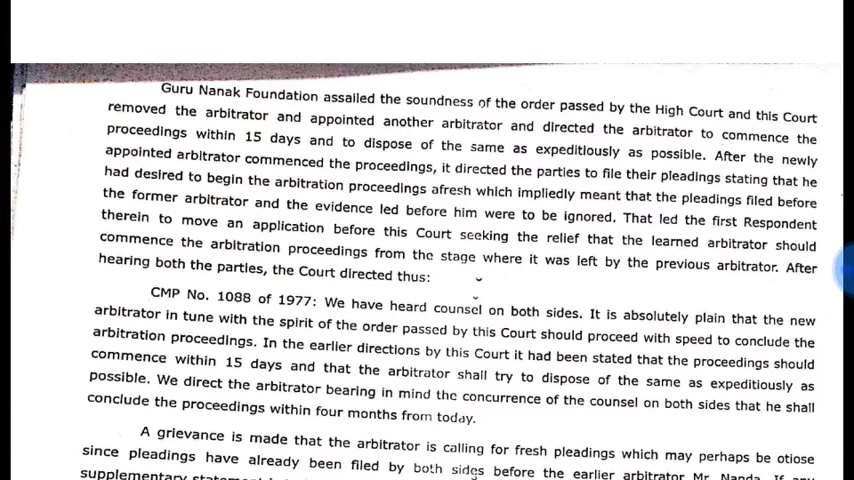 Guru Nanak Foundation assailed the soundness of the order passed by the High Court and this Court
removed the arbitrator and appointed another arbitrator and directed the arbitrator to commence the
proceedings within 15 days and to dispose of the same as expeditiously as possible. After the newly
appointed arbitrator commenced the proceedings, it directed the parties to file their pleadings stating that he
had desired to begin the arbitration proceedings afresh which impliedly meant that the pleadings filed before
the former arbitrator and the evidence led before him were to be ignored. That led the first Respondent
therein to move an application before this Court seeking the relief that the learned arbitrator should
commence the arbitration proceedings from the stage where it was left by the previous arbitrator. After
hearing both the parties, the Court directed thus:
CMP No. 1088 of 1977: We have heard counsel on both sides. It is absolutely plain that the new
arbitrator in tune with the spirit of the order passed by this Court should proceed with speed to conclude the
arbitration proceedings. In the earlier directions by this Court it had been stated that the proceedings should
commence within 15 days and that the arbitrator shall try to dispose of the same as expeditiously as
possible. We direct the arbitrator bearing in mind the concurrence of the counsel on both sides that he shall
conclude the proceedings within four months from today.
A grievance is made that the arbitrator is calling for fresh pleadings which may perhaps be otiose
since pleadings have already been filed by both sides before the earlier arbitrator Mr. Nanda. If any
supplementary